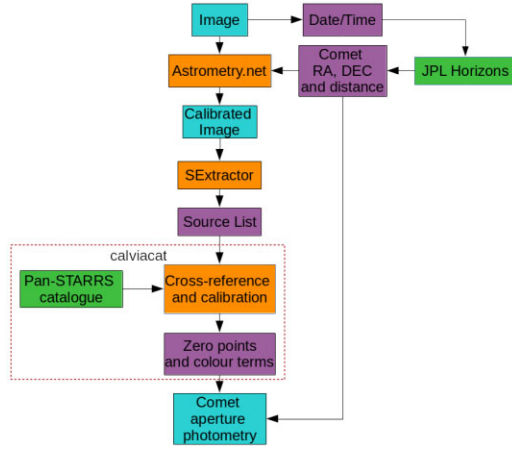 Image
Date/Time
Astrometry.net
Comet
RA, DEC
and distance
JPL Horizons
Calibrated
Image
SExtractor
Source List
calviacat
Pan-STARRS
catalogue
Cross-reference
and calibration
Zero points
and colour terms
Comet
aperture
photometry